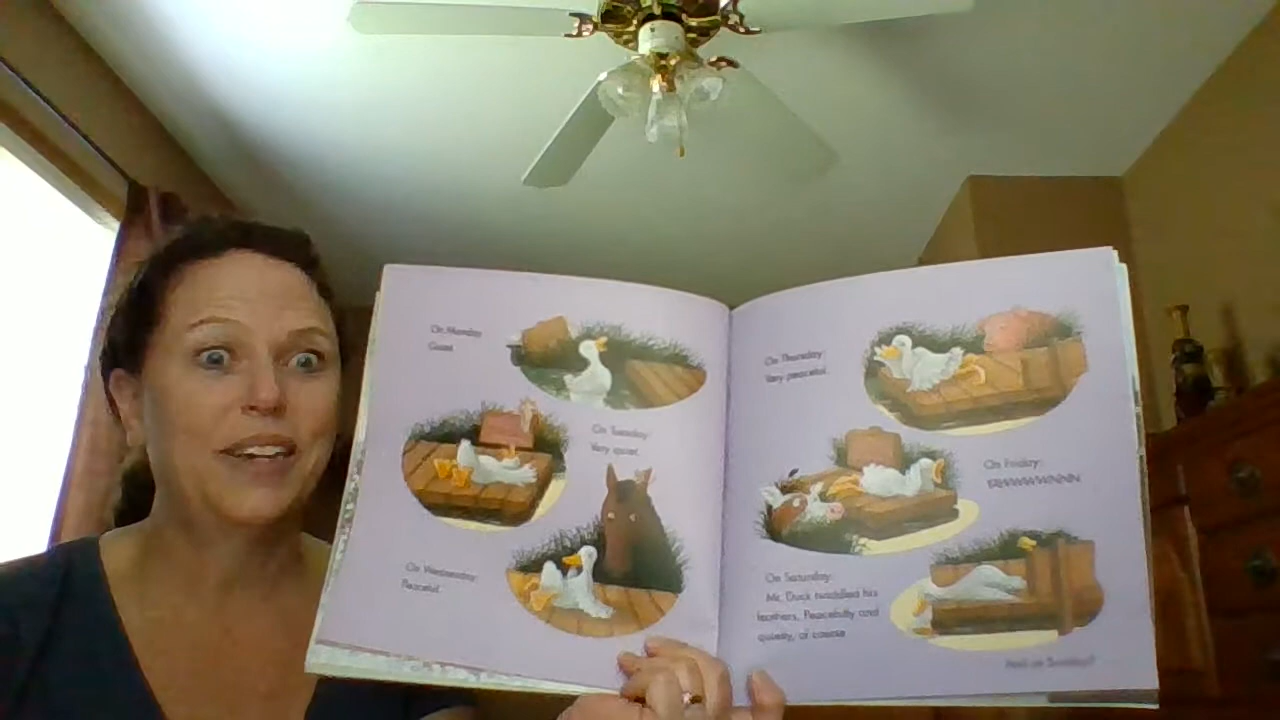 On Monday:
Quiet.
On Tuesday:
Very quiet.
On Wednesday:
Peaceful.
On Thursday:
Very peaceful.
On Friday:
On Saturday:
Mr. Duck twiddled his
feathers. Peacefully and
quietly, of course.
And on Sunday?